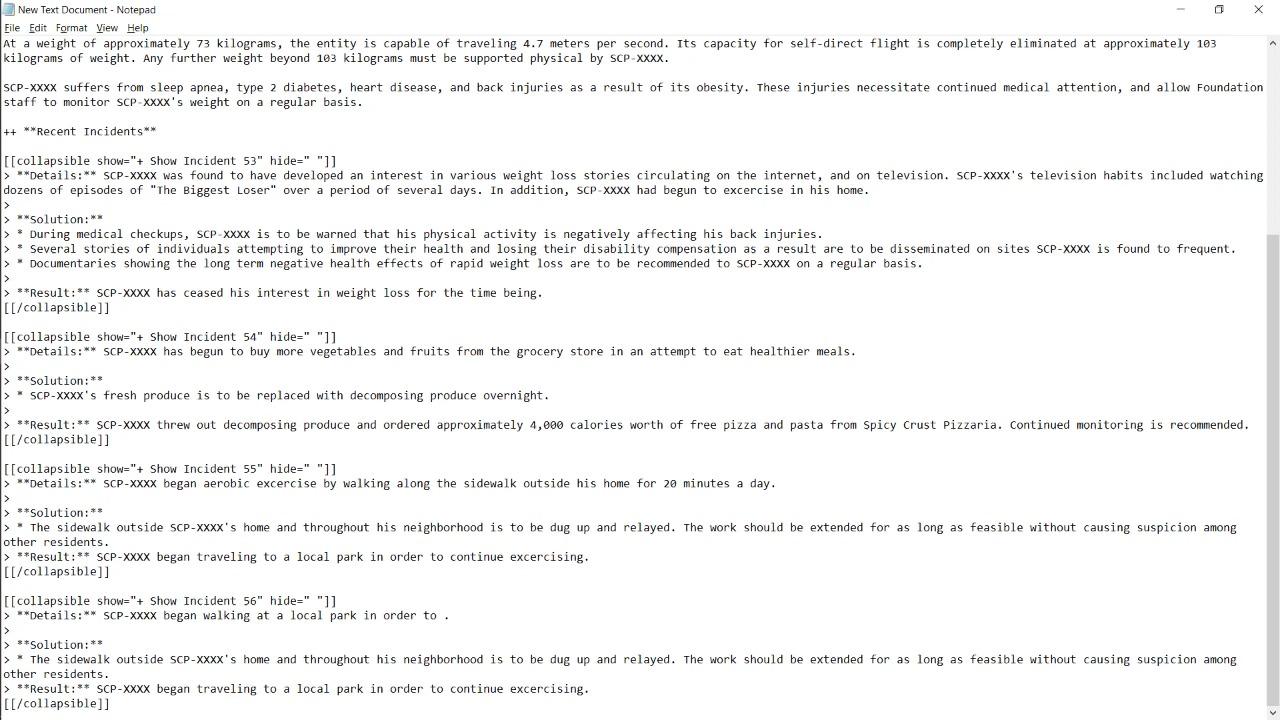 New Text Document - Notepad
File Edit Format View Help
At a weight of approximately 73 kilograms, the entity is capable of traveling 4.7 meters per second. Its capacity for self-direct flight is completely eliminated at approximately 103
kilograms of weight. Any further weight beyond 103 kilograms must be supported physical by SCP-XXXX.
SCP-XXXX suffers from sleep apnea, type 2 diabetes, heart disease, and back injuries as a result of its obesity. These injuries necessitate continued medical attention, and allow Foundation
staff to monitor SCP-XXXX's weight on a regular basis.
++ **Recent Incidents**
[[collapsible show="+ Show Incident 53" hide=" "]]
> **Details:** SCP-XXXX was found to have developed an interest in various weight loss stories circulating on the internet, and on television. SCP-XXXX's television habits included watching
dozens of episodes of "The Biggest Loser" over a period of several days. In addition, SCP-XXXX had begun to excercise in his home.
>
> **Solution:**
> * During medical checkups, SCP-XXXX is to be warned that his physical activity is negatively affecting his back injuries.
> * Several stories of individuals attempting to improve their health and losing their disability compensation as a result are to be disseminated on sites SCP-XXXX is found to frequent.
> * Documentaries showing the long term negative health effects of rapid weight loss are to be recommended to SCP-XXXX on a regular basis.
>
> **Result:** SCP-XXXX has ceased his interest in weight loss for the time being.
[[/collapsible]]
[[collapsible show="+ Show Incident 54" hide=" "]]
> **Details:** SCP-XXXX has begun to buy more vegetables and fruits from the grocery store in an attempt to eat healthier meals.
>
> **Solution:**
> * SCP-XXXX's fresh produce is to be replaced with decomposing produce overnight.
>
> **Result:** SCP-XXXX threw out decomposing produce and ordered approximately 4,000 calories worth of free pizza and pasta from Spicy Crust Pizzaria. Continued monitoring is recommended.
[[/collapsible]]
[[collapsible show="+ Show Incident 55" hide=" "]]
> **Details:** SCP-XXXX began aerobic excercise by walking along the sidewalk outside his home for 20 minutes a day.
>
> **Solution:**
> * The sidewalk outside SCP-XXXX's home and throughout his neighborhood is to be dug up and relayed. The work should be extended for as long as feasible without causing suspicion among
other residents.
> **Result:** SCP-XXXX began traveling to a local park in order to continue excercising.
[[/collapsible]]
[[collapsible show="+ Show Incident 56" hide=" "]]
> **Details:** SCP-XXXX began walking at a local park in order to .
>
> **Solution:**
> * The sidewalk outside SCP-XXXX's home and throughout his neighborhood is to be dug up and relayed. The work should be extended for as long as feasible without causing suspicion among
other residents.
> **Result:** SCP-XXXX began traveling to a local park in order to continue excercising.
[[/collapsible]]